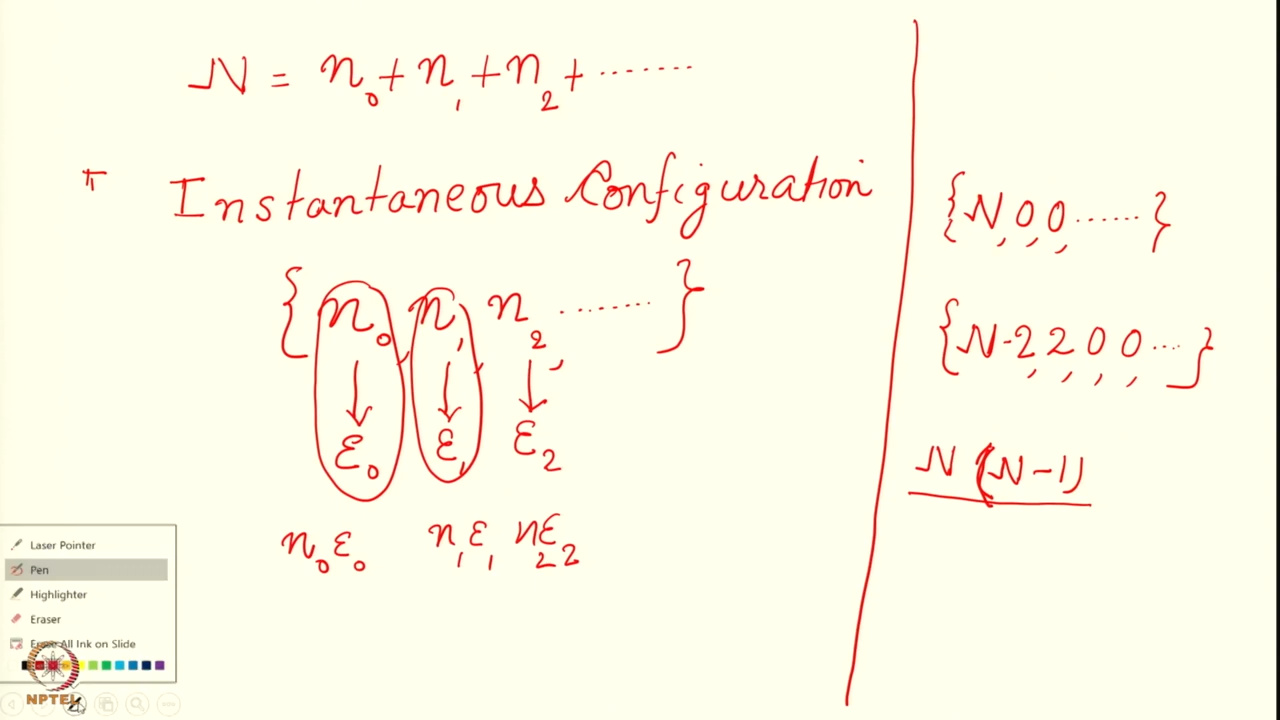 N = n₀ + n₁ + n₂ + .......
Instantaneous Configuration
{ n₀, n₁, n₂, ....... }
↓ ↓ ↓
ε₀ ε₁ ε₂
n₀ε₀ n₁ε₁ n₂ε₂
{N, 0, 0, ...... }
{N-2, 2, 0, 0, ... }
N (N-1)
Laser Pointer
Pen
Highlighter
Eraser
Erase All Ink on Slide
NPTEL